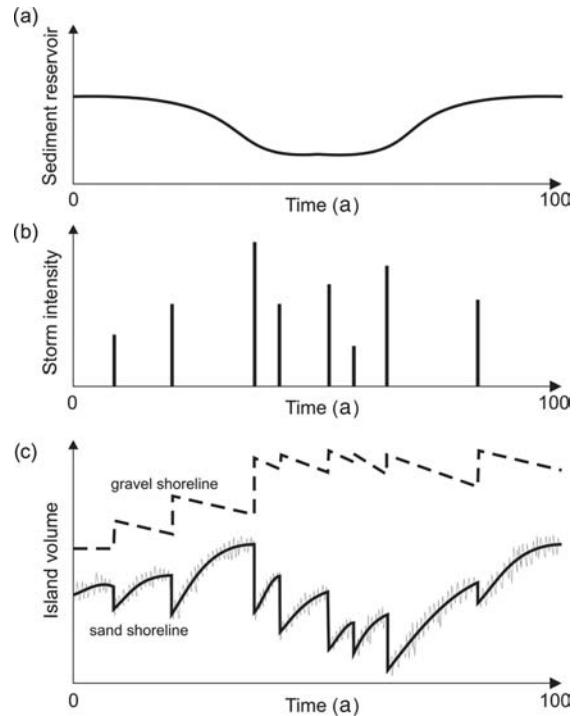 (a)
Sediment reservoir
0
Time (a)
100
(b)
Storm intensity
0
Time (a)
100
(c)
Island volume
gravel shoreline
sand shoreline
0
Time (a)
100